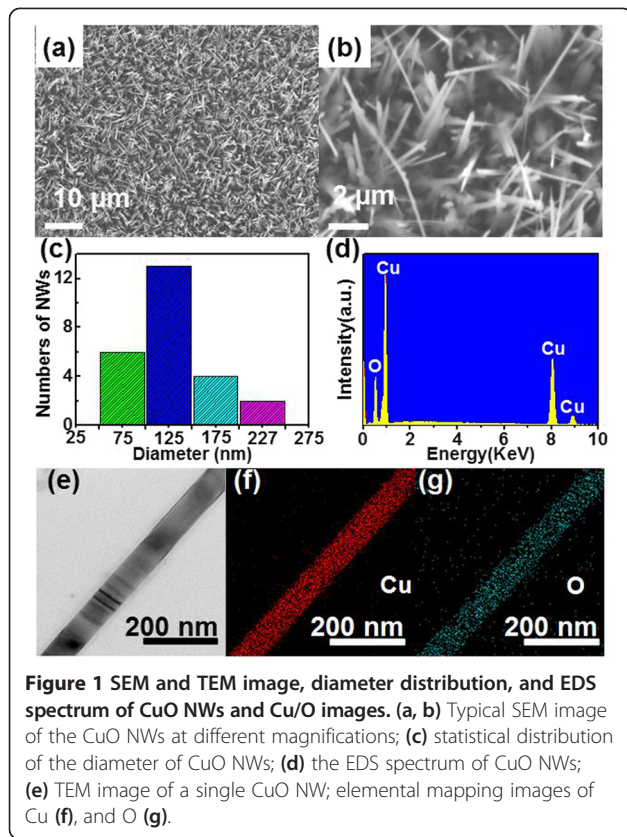 (a)
10 µm
(b)
2 µm
(c)
Numbers of NWs
12
8
4
0
25 75 125 175 227 275
Diameter (nm)
(d)
Intensity(a.u.)
Cu
O
Cu
Cu
0 2 4 6 8 10
Energy(KeV)
(e)
200 nm
(f)
Cu
200 nm
(g)
O
200 nm
Figure 1 SEM and TEM image, diameter distribution, and EDS
spectrum of CuO NWs and Cu/O images. (a, b) Typical SEM image
of the CuO NWs at different magnifications; (c) statistical distribution
of the diameter of CuO NWs; (d) the EDS spectrum of CuO NWs;
(e) TEM image of a single CuO NW; elemental mapping images of
Cu (f), and O (g).